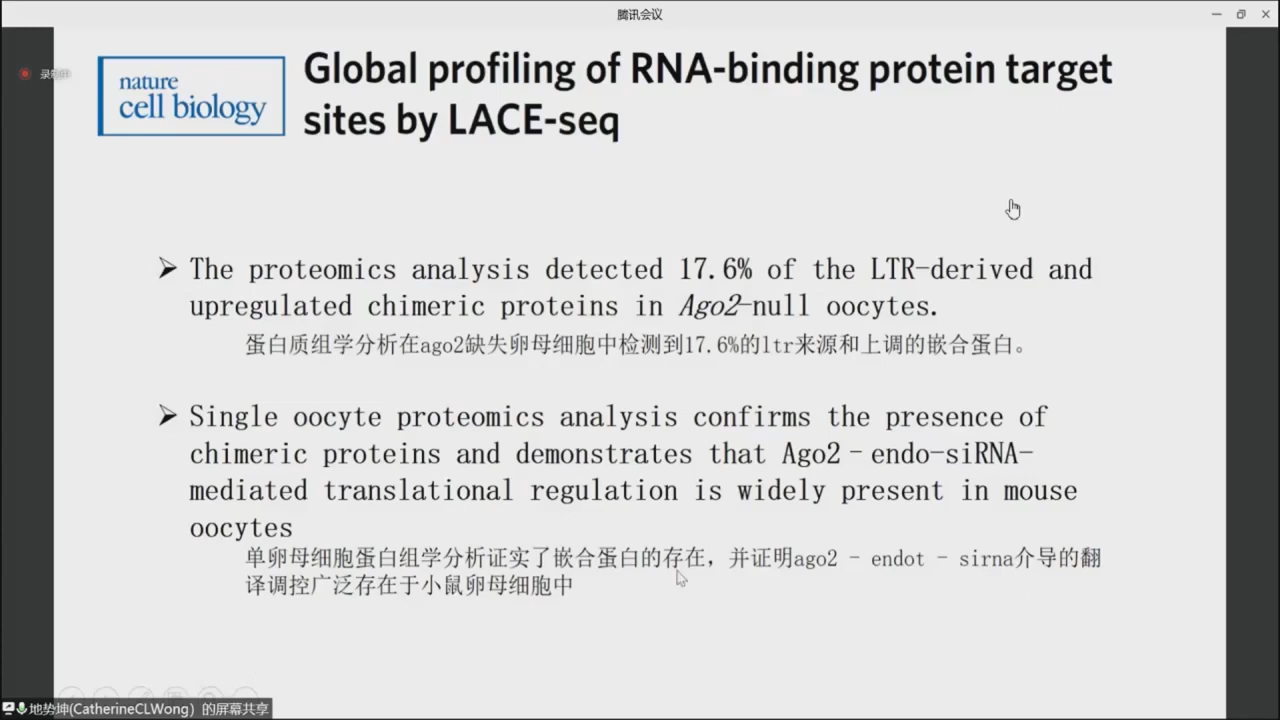 腾讯会议
录制中
nature
cell biology
Global profiling of RNA-binding protein target
sites by LACE-seq
➢ The proteomics analysis detected 17.6% of the LTR-derived and
upregulated chimeric proteins in Ago2-null oocytes.
蛋白质组学分析在ago2缺失卵母细胞中检测到17.6%的ltr来源和上调的嵌合蛋白。
➢ Single oocyte proteomics analysis confirms the presence of
chimeric proteins and demonstrates that Ago2–endo-siRNA-
mediated translational regulation is widely present in mouse
oocytes
单卵母细胞蛋白组学分析证实了嵌合蛋白的存在，并证明ago2 - endot - sirna介导的翻
译调控广泛存在于小鼠卵母细胞中
地势坤(CatherineCLWong）的屏幕共享